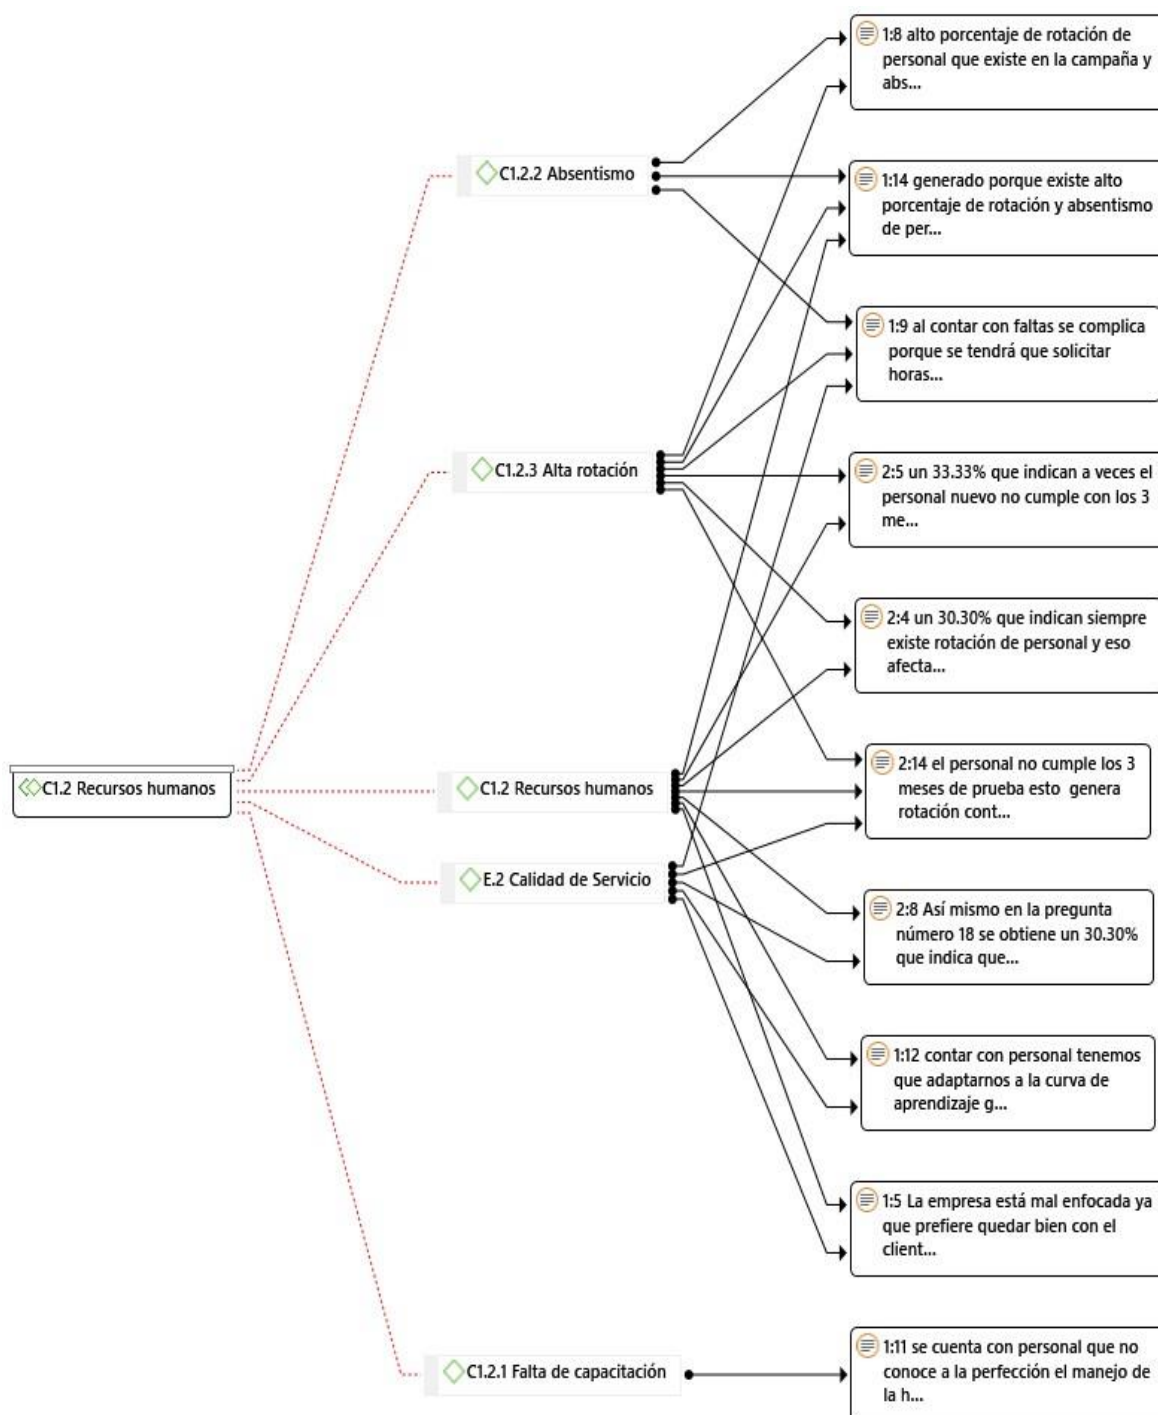 C1.2 Recursos humanos
C1.2.2 Absentismo
C1.2.3 Alta rotación
C1.2 Recursos humanos
E.2 Calidad de Servicio
C1.2.1 Falta de capacitación
1:8 alto porcentaje de rotación de
personal que existe en la campaña y
abs...
1:14 generado porque existe alto
porcentaje de rotación y absentismo
de per...
1:9 al contar con faltas se complica
porque se tendrá que solicitar
horas...
2:5 un 33.33% que indican a veces el
personal nuevo no cumple con los 3
me...
2:4 un 30.30% que indican siempre
existe rotación de personal y eso
afecta...
2:14 el personal no cumple los 3
meses de prueba esto genera
rotación cont...
2:8 Así mismo en la pregunta
número 18 se obtiene un 30.30%
que indica que...
1:12 contar con personal tenemos
que adaptarnos a la curva de
aprendizaje g...
1:5 La empresa está mal enfocada ya
que prefiere quedar bien con el
client...
1:11 se cuenta con personal que no
conoce a la perfección el manejo de
la h...